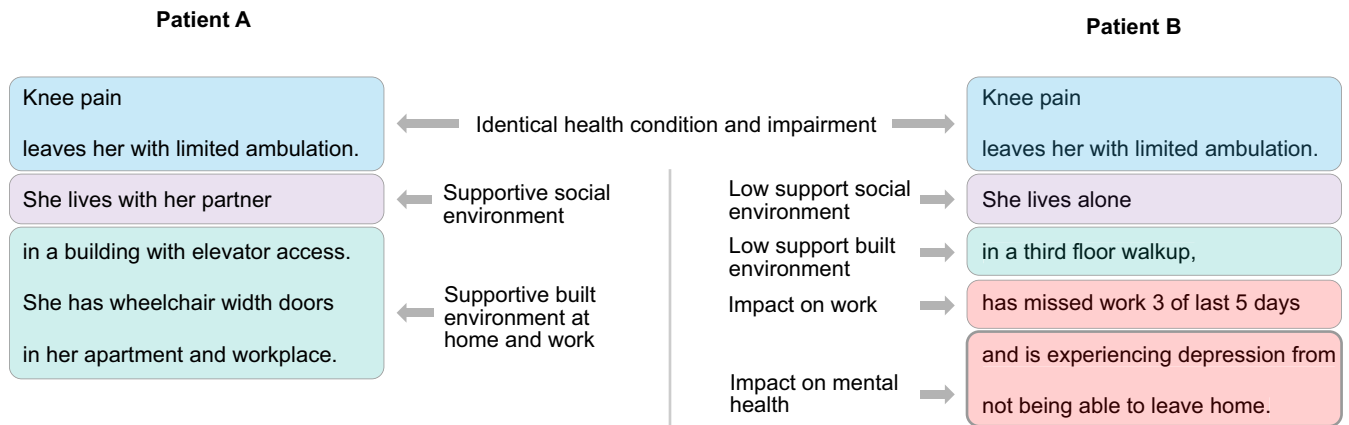 Patient A
Knee pain
leaves her with limited ambulation.
She lives with her partner
in a building with elevator access.
She has wheelchair width doors
in her apartment and workplace.
Identical health condition and impairment
Supportive social
environment
Supportive built
environment at
home and work
Low support social
environment
Low support built
environment
Impact on work
Impact on mental
health
Patient B
Knee pain
leaves her with limited ambulation.
She lives alone
in a third floor walkup,
has missed work 3 of last 5 days
and is experiencing depression from
not being able to leave home.